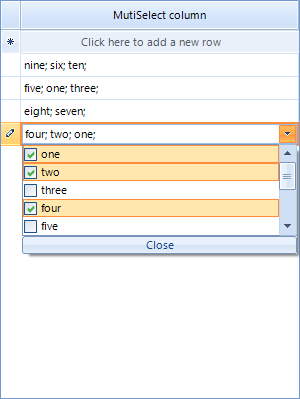 MutiSelect column
Click here to add a new row
nine; six; ten;
five; one; three;
eight; seven;
four; two; one;
one
two
three
four
five
Close